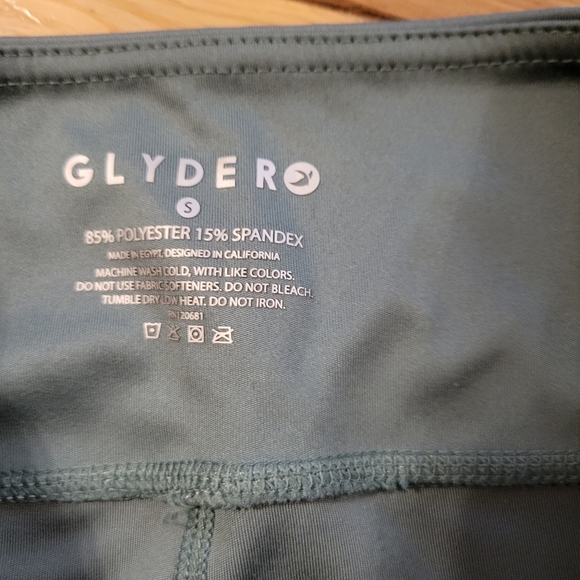 GLYDER
S
85% POLYESTER 15% SPANDEX
MADE IN EGYPT. DESIGNED IN CALIFORNIA
MACHINE WASH COLD, WITH LIKE COLORS.
DO NOT USE FABRIC SOFTENERS. DO NOT BLEACH.
TUMBLE DRY LOW HEAT. DO NOT IRON.
RN120681